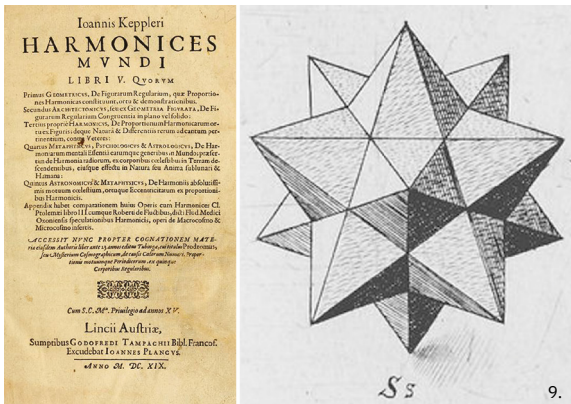 Ioannis Keppleri
HARMONICES
MVNDI
LIBRI V. QVORVM
Primus GEOMETRICVS, De Figurarum Regularium, quæ Proportio-
nes Harmonicas constituunt, ortu & demonstrationibus.
Secundus ARCHITECTONICVS, seu ex GEOMETRIA FIGVRATA, De Fi-
gurarum Regularium Congruentia in plano vel solido:
Tertius propriè HARMONICVS, De Proportionum Harmonicarum or-
tu ex Figuris; deque Naturâ & Differentiis rerum ad cantum per-
tinentium, contra Veteres:
Quartus METAPHYSICVS, PSYCHOLOGICVS & ASTROLOGICVS, De Har-
moniarum mentali Essentiâ earumque generibus in Mundo; præser-
tim de Harmonia radiorum, ex corporibus cœlestibus in Terram de-
scendentibus, eiusque effectu in Natura seu Anima sublunari &
Humana:
Quintus ASTRONOMICVS & METAPHYSICVS, De Harmoniis absolutissi-
mis motuum cœlestium, ortuque Eccentricitatum ex proportioni-
bus Harmonicis.
Appendix habet comparationem huius Operis cum Harmonices Cl.
Ptolemæi libro III cumque Roberti de Fluctibus, dicti Flud. Medici
Oxoniensis speculationibus Harmonicis, operi de Macrocosmo &
Microcosmo insertis.
ACCESSIT NVNC PROPTER COGNATIONEM MATE-
riæ eiusdem Authoris liber ante 23. annos editus Tubingæ, cui titulus Prodromus,
seu Mysterium Cosmographicum, de causis Cœlorum Numeri, Propor-
tionis motuumque Periodicorum, ex quinque
Corporibus Regularibus.
Cum S. C. Mtis. Priuilegio ad annos XV.
Lincii Austriæ,
Sumptibus GODOFREDI TAMPACHII Bibl. Francof.
Excudebat IOANNES PLANCVS.
ANNO M. DC. XIX.
Ss
9.